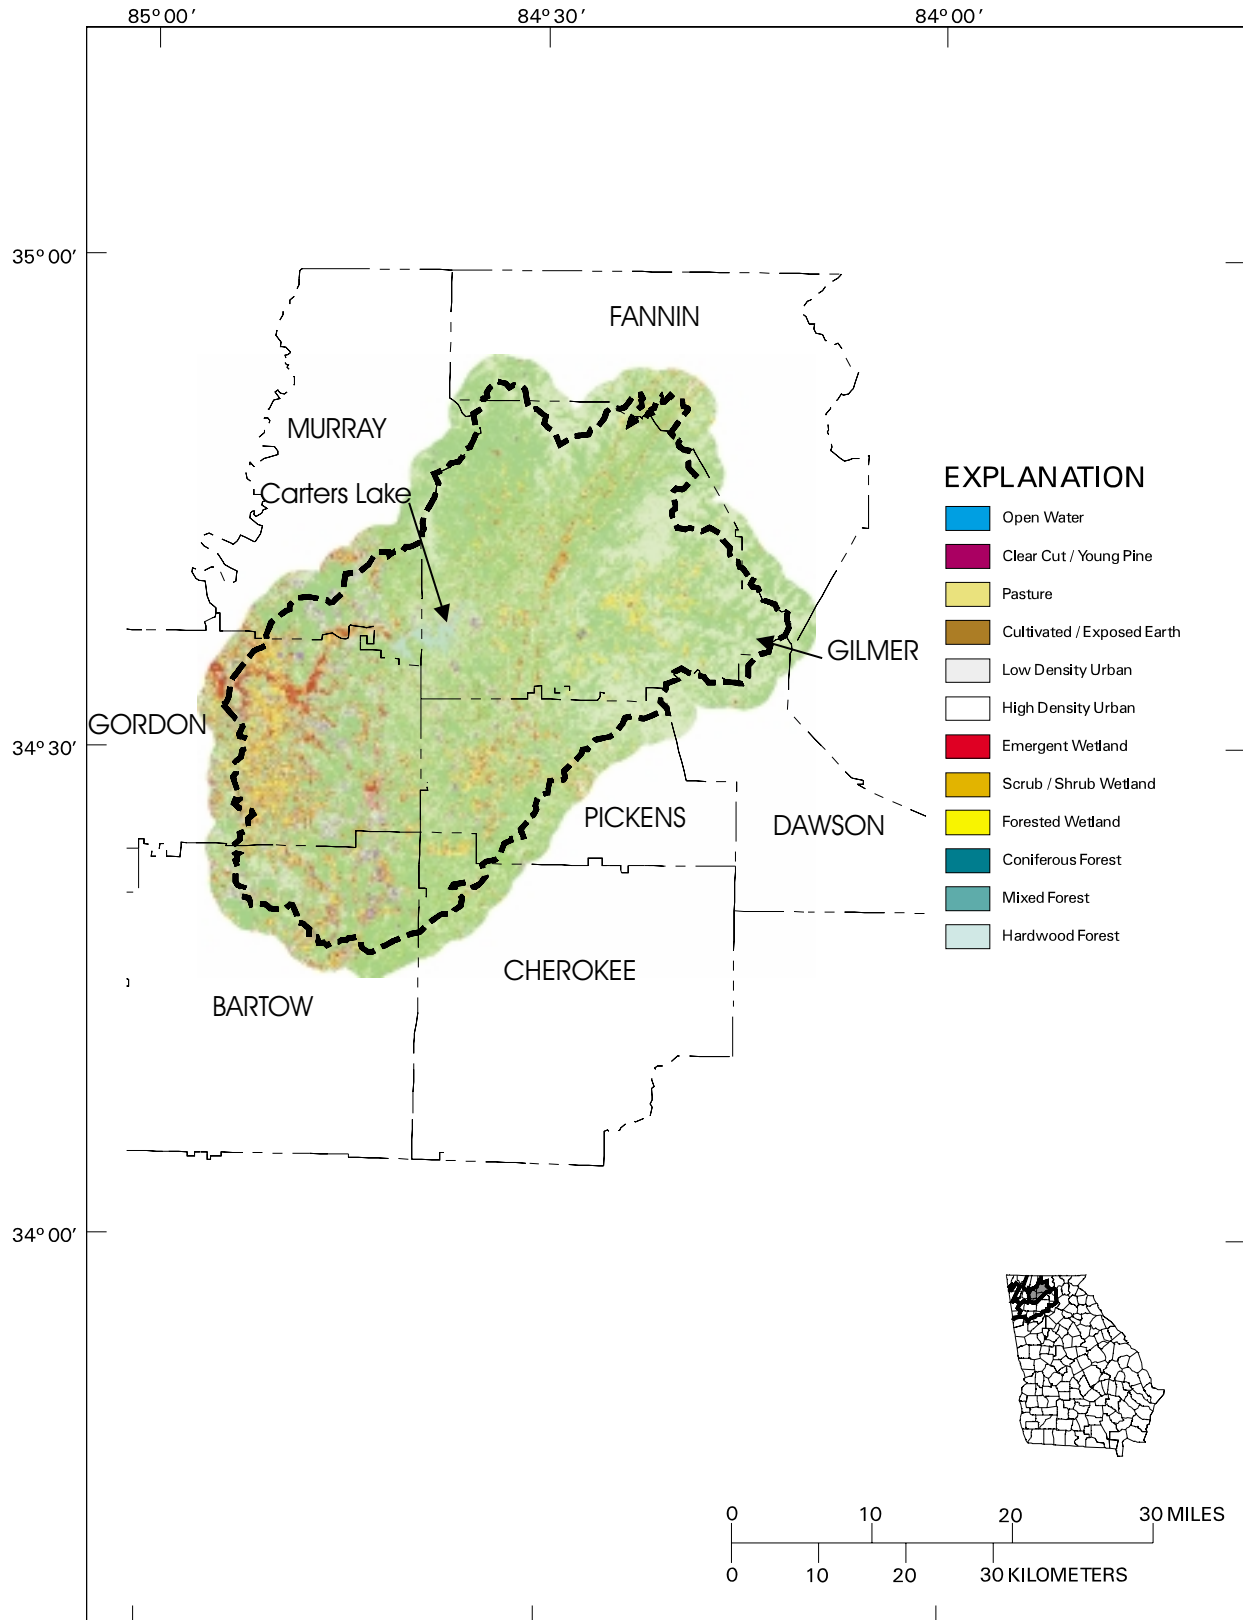 85° 00′
84° 30′
84° 00′
35° 00′
FANNIN
MURRAY
Carters Lake
EXPLANATION
Open Water
Clear Cut / Young Pine
Pasture
Cultivated / Exposed Earth
GILMER
Low Density Urban
High Density Urban
GORDON
34° 30′
Emergent Wetland
Scrub / Shrub Wetland
PICKENS
DAWSON
Forested Wetland
Coniferous Forest
Mixed Forest
Hardwood Forest
CHEROKEE
BARTOW
34° 00′
0 10 20 30 MILES
0 10 20 30 KILOMETERS